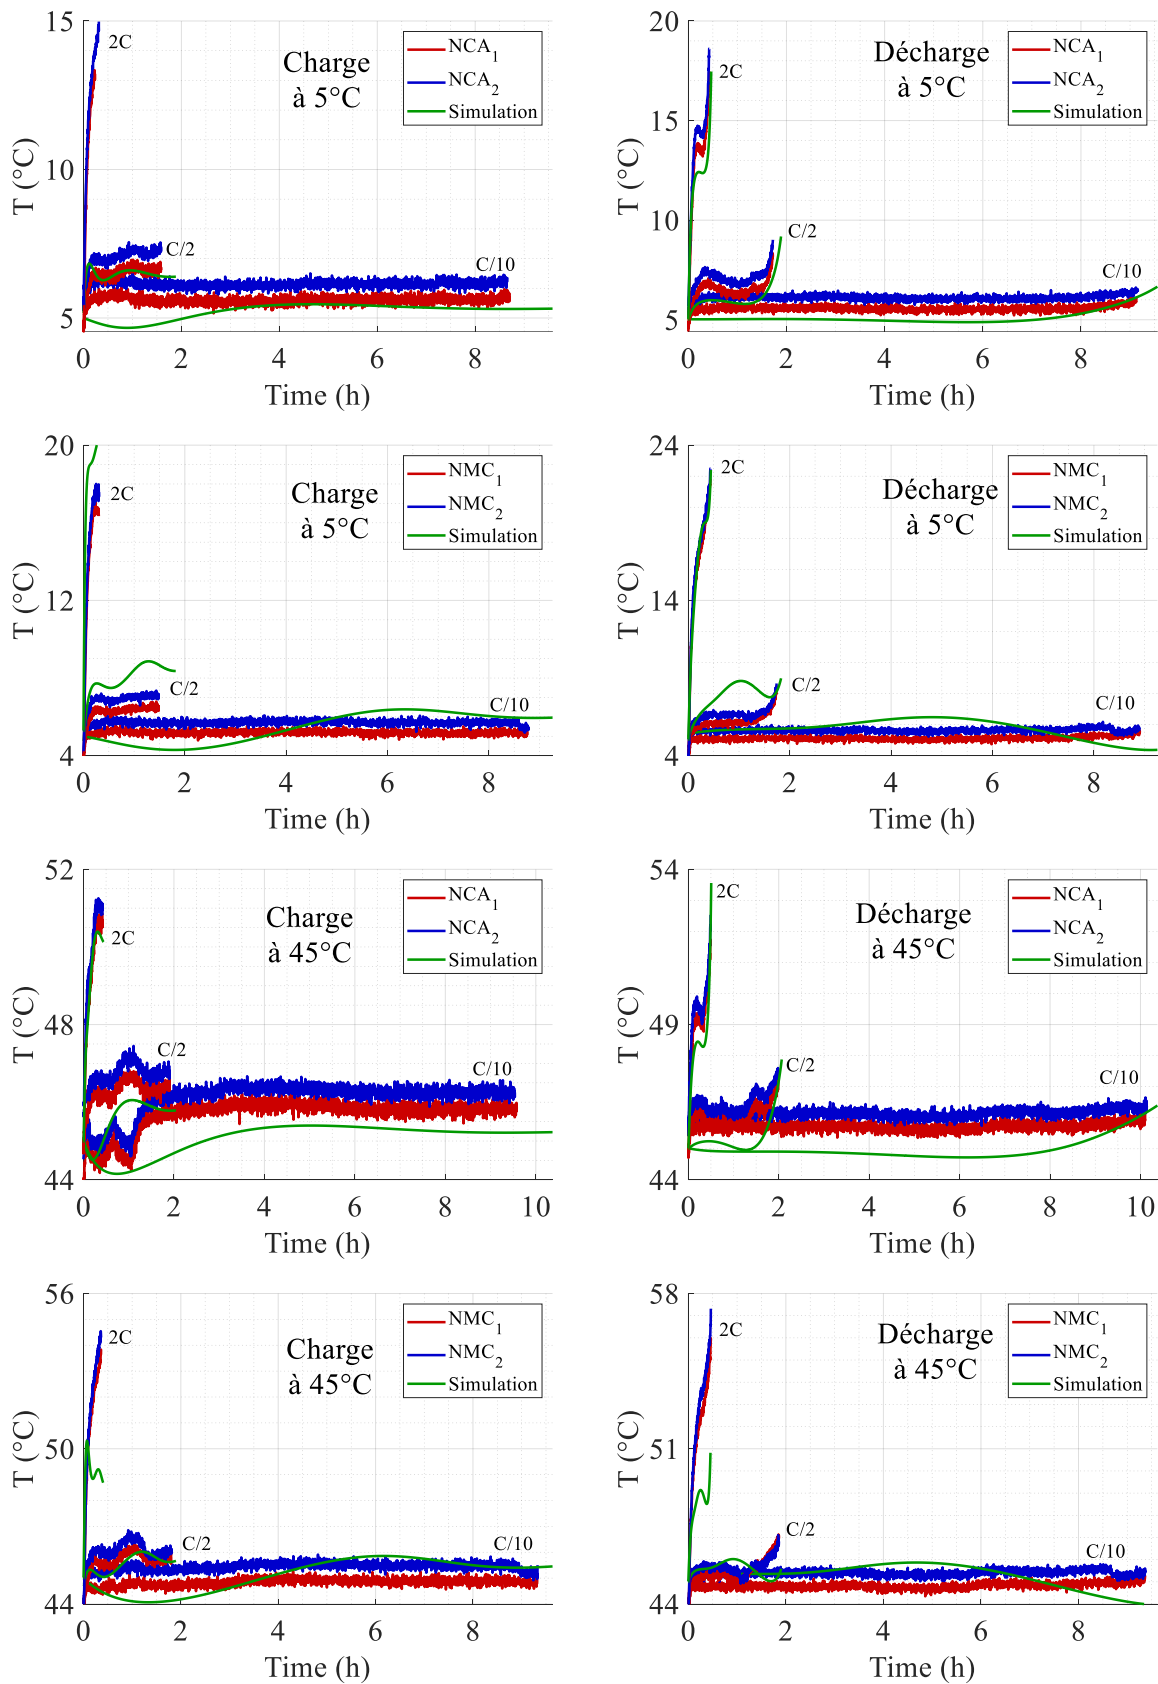 15
10
5
T (°C)
0
2
4
6
8
Time (h)
2C
C/2
C/10
Charge
à 5°C
NCA1
NCA2
Simulation
20
15
10
5
T (°C)
0
2
4
6
8
Time (h)
2C
C/2
C/10
Décharge
à 5°C
NCA1
NCA2
Simulation
20
12
4
T (°C)
0
2
4
6
8
Time (h)
2C
C/2
C/10
Charge
à 5°C
NMC1
NMC2
Simulation
24
14
4
T (°C)
0
2
4
6
8
Time (h)
2C
C/2
C/10
Décharge
à 5°C
NMC1
NMC2
Simulation
52
48
44
T (°C)
0
2
4
6
8
10
Time (h)
2C
C/2
C/10
Charge
à 45°C
NCA1
NCA2
Simulation
54
49
44
T (°C)
0
2
4
6
8
10
Time (h)
2C
C/2
C/10
Décharge
à 45°C
NCA1
NCA2
Simulation
56
50
44
T (°C)
0
2
4
6
8
Time (h)
2C
C/2
C/10
Charge
à 45°C
NMC1
NMC2
Simulation
58
51
44
T (°C)
0
2
4
6
8
Time (h)
2C
C/2
C/10
Décharge
à 45°C
NMC1
NMC2
Simulation